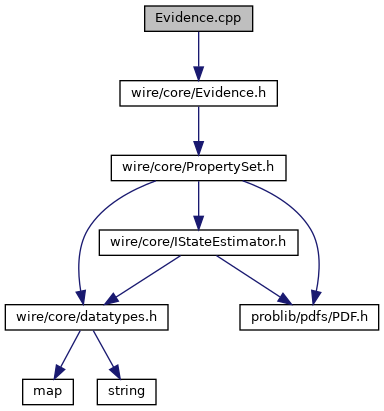 Evidence.cpp
wire/core/Evidence.h
wire/core/PropertySet.h
wire/core/IStateEstimator.h
wire/core/datatypes.h
problib/pdfs/PDF.h
map
string